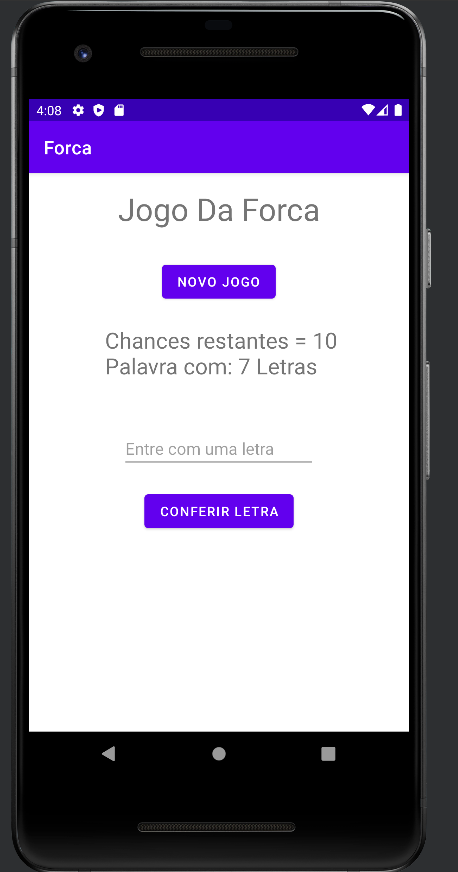 4:08
Forca
Jogo Da Forca
NOVO JOGO
Chances restantes = 10
Palavra com: 7 Letras
Entre com uma letra
CONFERIR LETRA